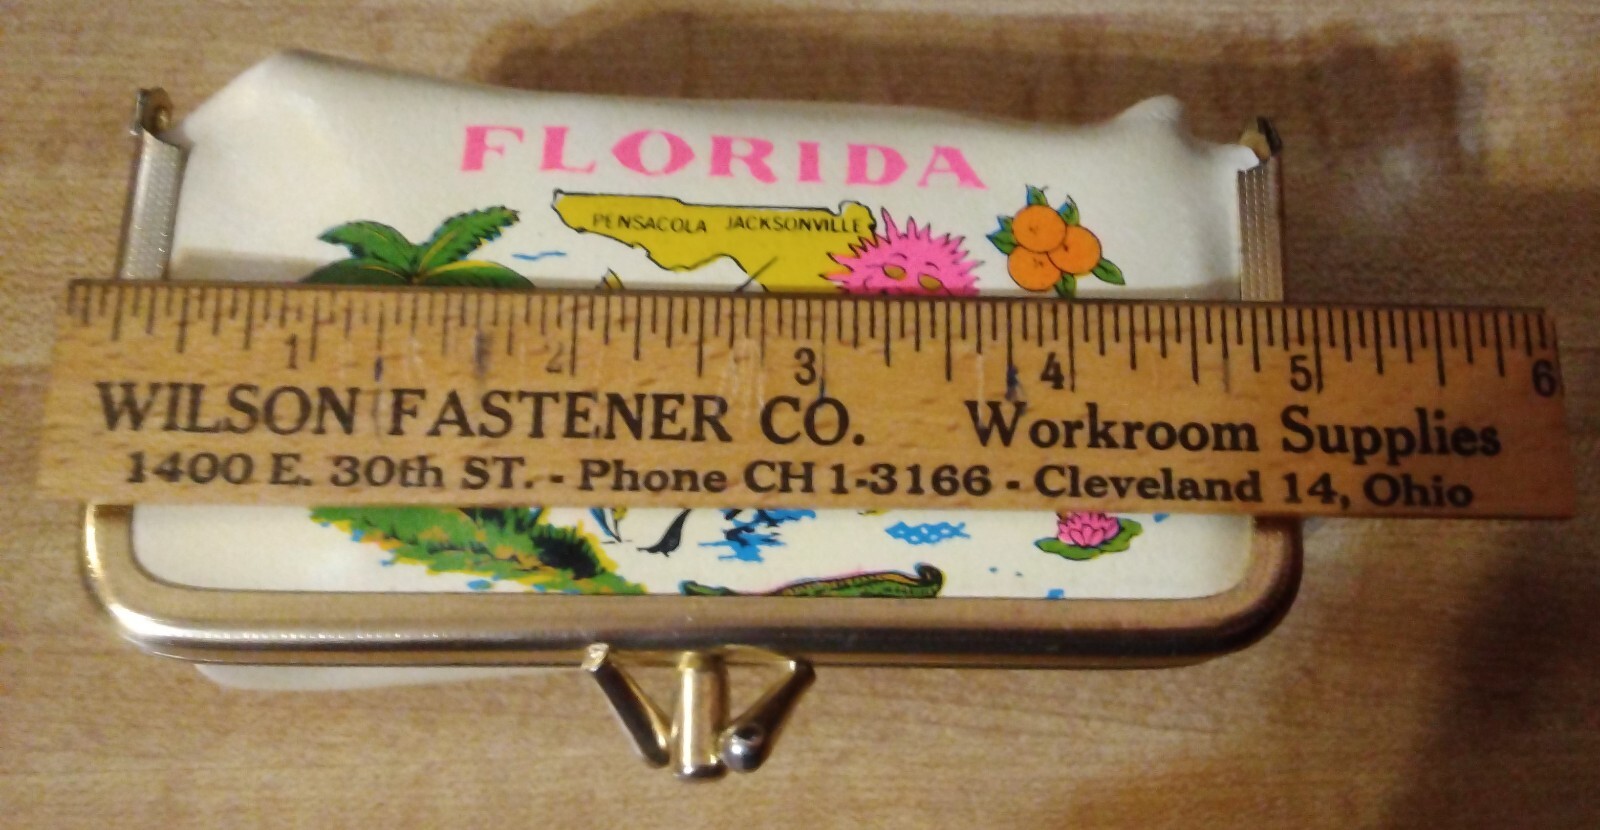 FLORIDA
PENSACOLA JACKSONVILLE
1 2 3 4 5 6
WILSON FASTENER CO. Workroom Supplies
1400 E. 30th ST. - Phone CH 1-3166 - Cleveland 14, Ohio